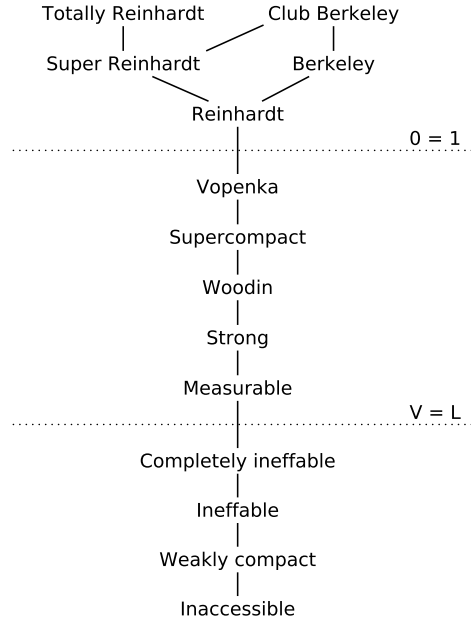 Totally Reinhardt
Club Berkeley
Super Reinhardt
Berkeley
Reinhardt
0 = 1
Vopenka
Supercompact
Woodin
Strong
Measurable
V = L
Completely ineffable
Ineffable
Weakly compact
Inaccessible